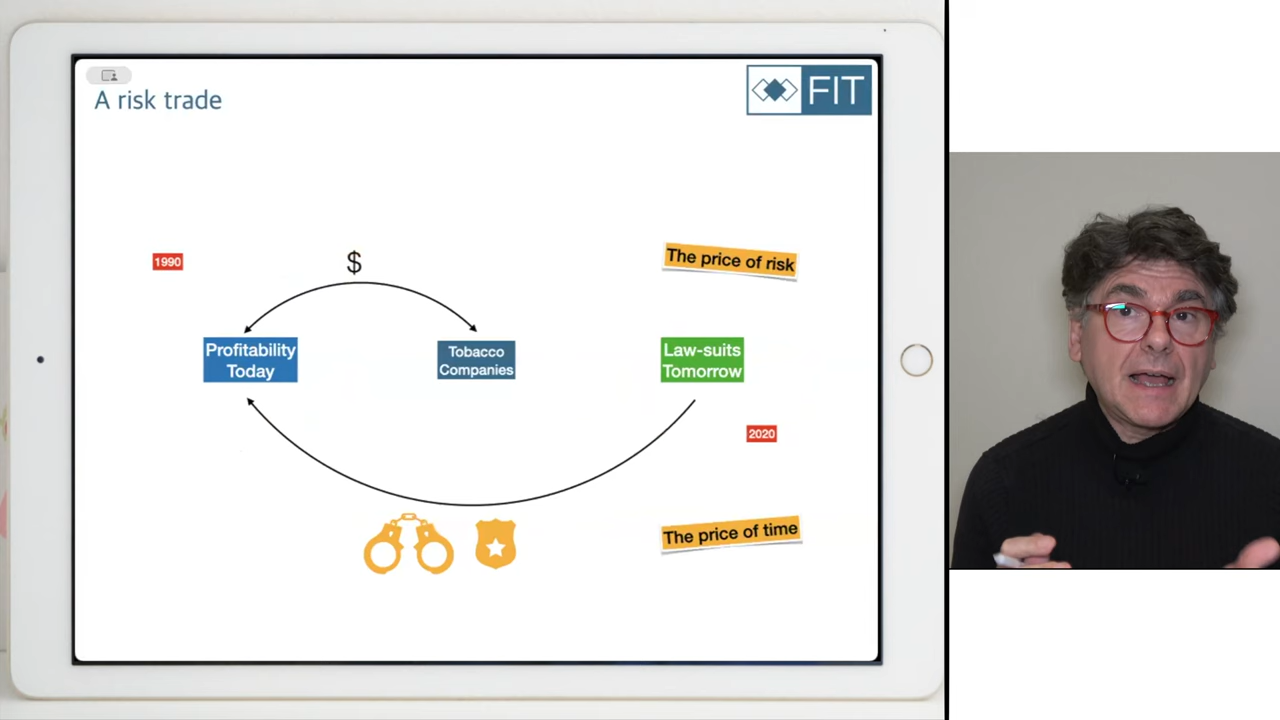 A risk trade
FIT
1990
$
The price of risk
Profitability
Today
Tobacco
Companies
Law-suits
Tomorrow
2020
The price of time